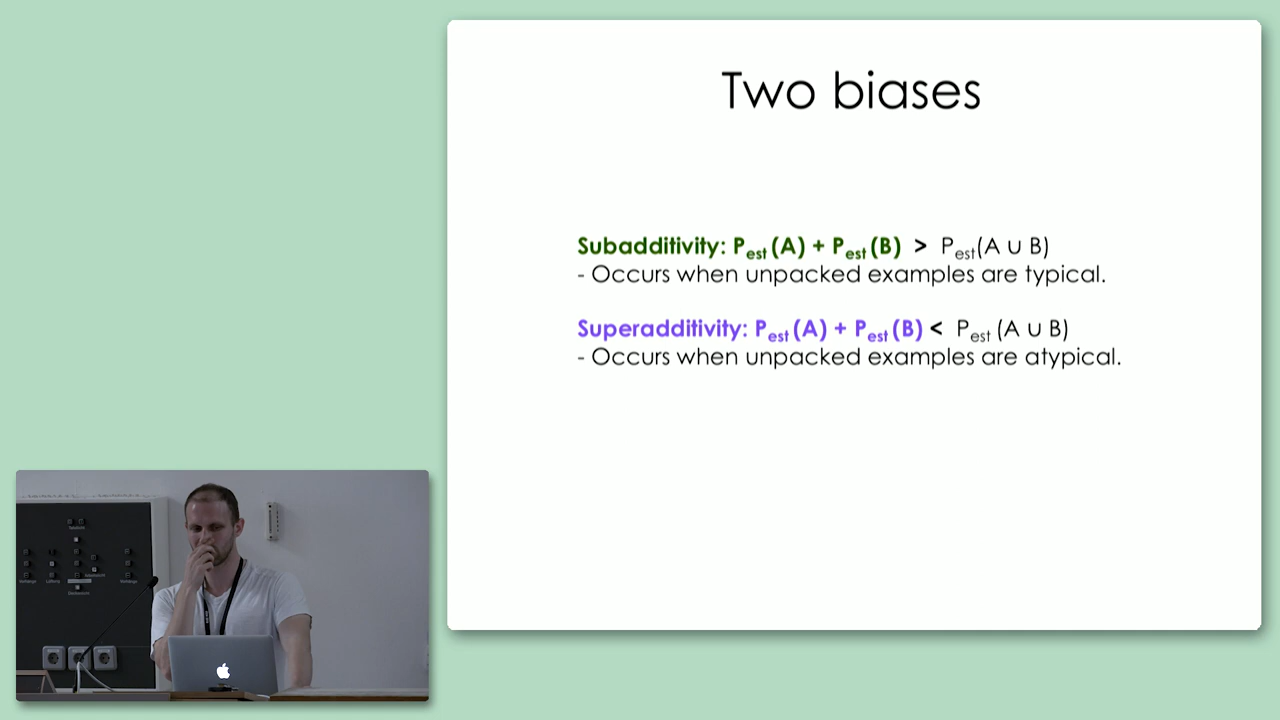 Two biases
Subadditivity: Pest (A) + Pest (B) > Pest(A ∪ B)
- Occurs when unpacked examples are typical.
Superadditivity: Pest (A) + Pest (B) < Pest (A ∪ B)
- Occurs when unpacked examples are atypical.